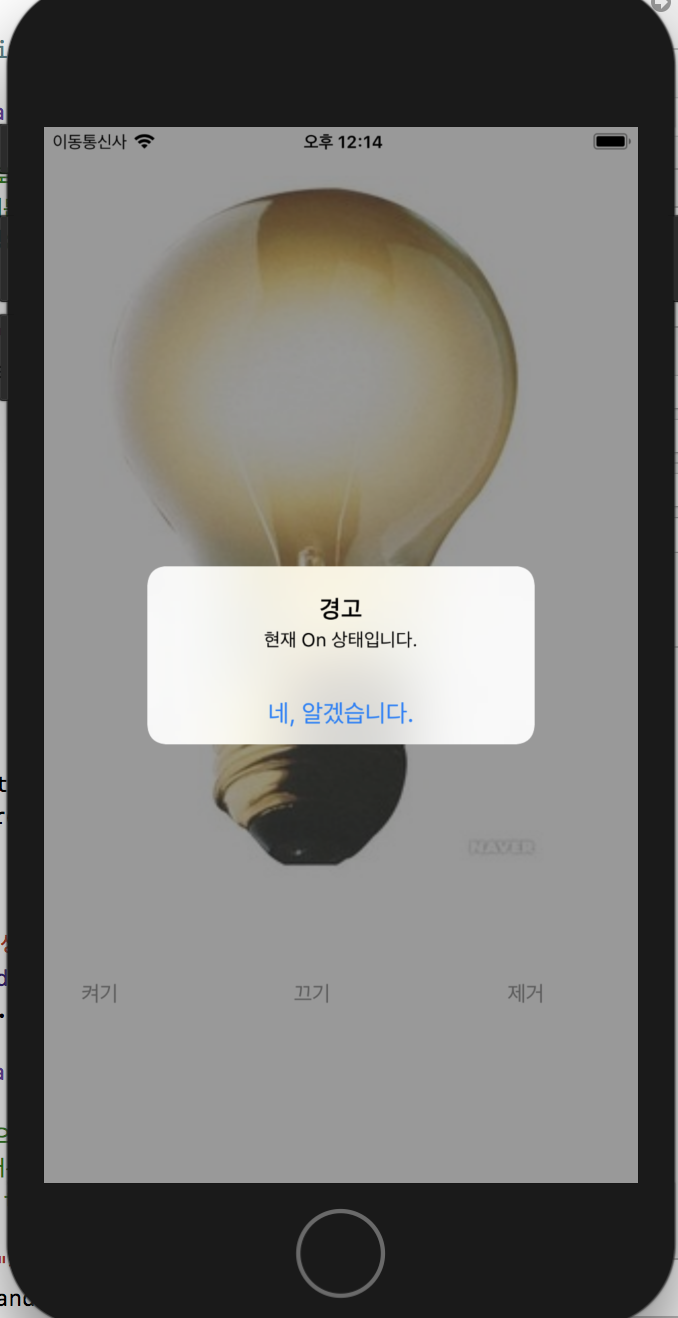 이동통신사
오후 12:14
경고
현재 On 상태입니다.
네, 알겠습니다.
NAVER
켜기
끄기
제거
and